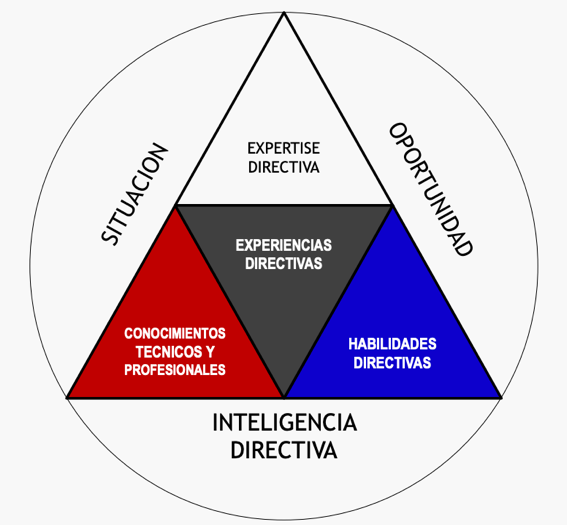 EXPERTISE
DIRECTIVA
SITUACION
OPORTUNIDAD
EXPERIENCIAS
DIRECTIVAS
CONOCIMIENTOS
TECNICOS Y
PROFESIONALES
HABILIDADES
DIRECTIVAS
INTELIGENCIA
DIRECTIVA